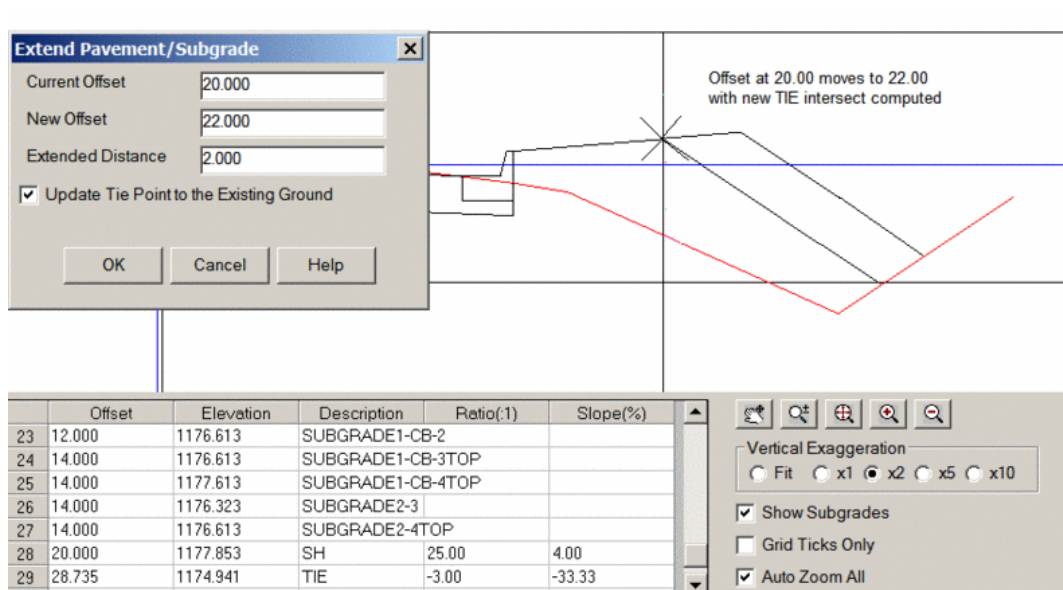 Extend Pavement/Subgrade
Current Offset 20.000
New Offset 22.000
Extended Distance 2.000
Update Tie Point to the Existing Ground
OK Cancel Help
Offset at 20.00 moves to 22.00
with new TIE intersect computed
Offset Elevation Description Ratio(:1) Slope(%)
23 12.000 1176.613 SUBGRADE1-CB-2
24 14.000 1176.613 SUBGRADE1-CB-3TOP
25 14.000 1177.613 SUBGRADE1-CB-4TOP
26 14.000 1176.323 SUBGRADE2-3
27 14.000 1176.613 SUBGRADE2-4TOP
28 20.000 1177.853 SH 25.00 4.00
29 28.735 1174.941 TIE -3.00 -33.33
Vertical Exaggeration
Fit x1 x2 x5 x10
Show Subgrades
Grid Ticks Only
Auto Zoom All